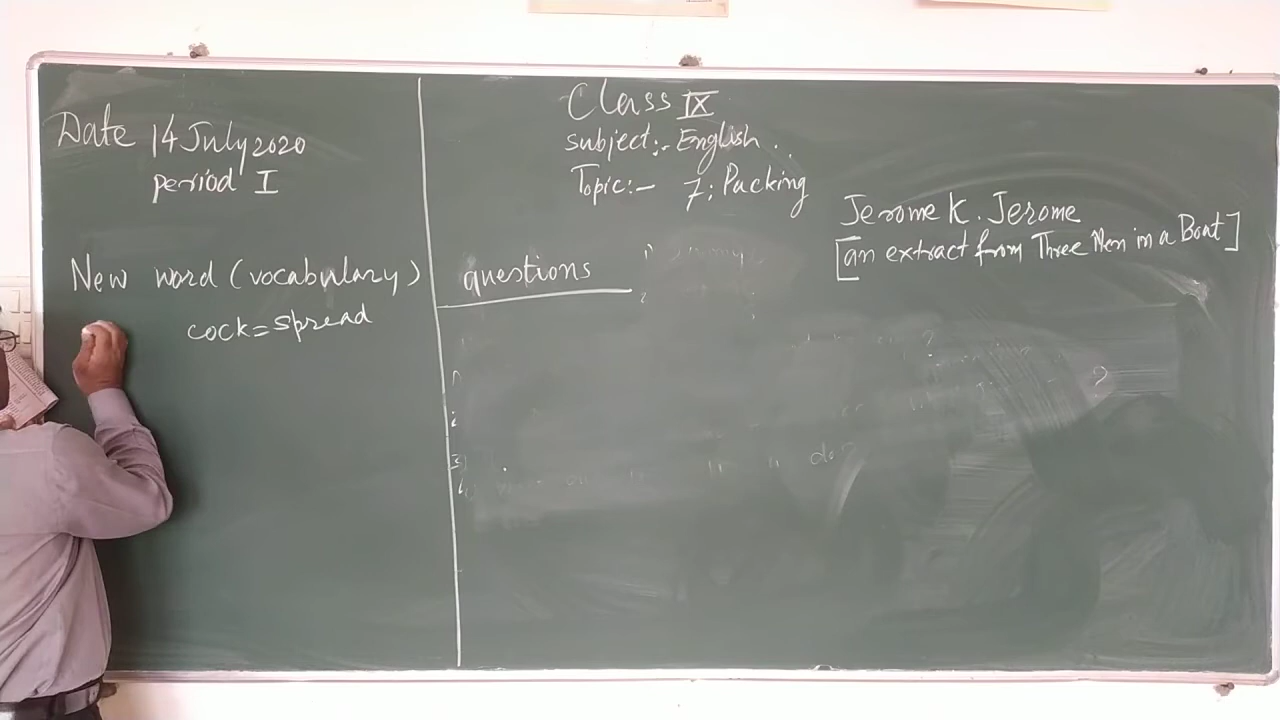 Date 14 July 2020
period I
Class IX
subject:- English .
Topic:- 7; Packing
Jerome K. Jerome
[an extract from Three Men in a Boat]
New word (vocabulary)
cock = spread
questions